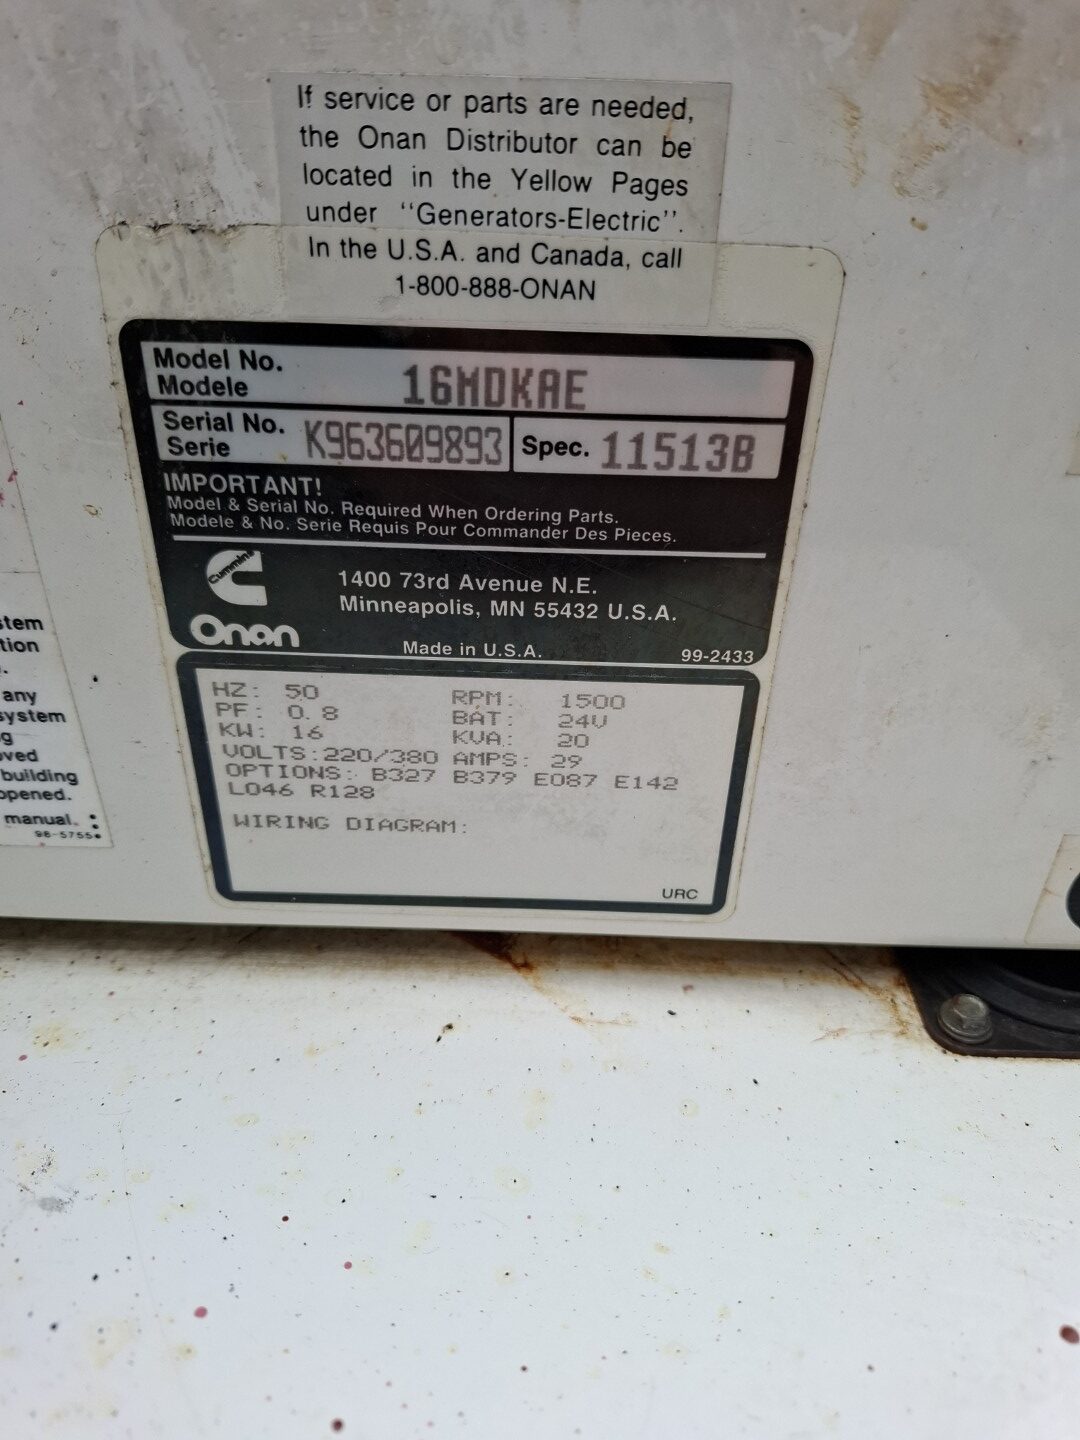 If service or parts are needed,
the Onan Distributor can be
located in the Yellow Pages
under "Generators-Electric".
In the U.S.A. and Canada, call
1-800-888-ONAN
Model No.
Modele
16MDKAE
Serial No.
Serie
K963609893
Spec. 11513B
IMPORTANT!
Model & Serial No. Required When Ordering Parts.
Modele & No. Serie Requis Pour Commander Des Pieces.
Cummins
Onan
1400 73rd Avenue N.E.
Minneapolis, MN 55432 U.S.A.
Made in U.S.A.
99-2433
HZ: 50 RPM: 1500
PF: 0.8 BAT: 24V
KW: 16 KVA: 20
VOLTS:220/380 AMPS: 29
OPTIONS: B327 B379 E087 E142
L046 R128
WIRING DIAGRAM:
URC
any
building
manual.
98-5755